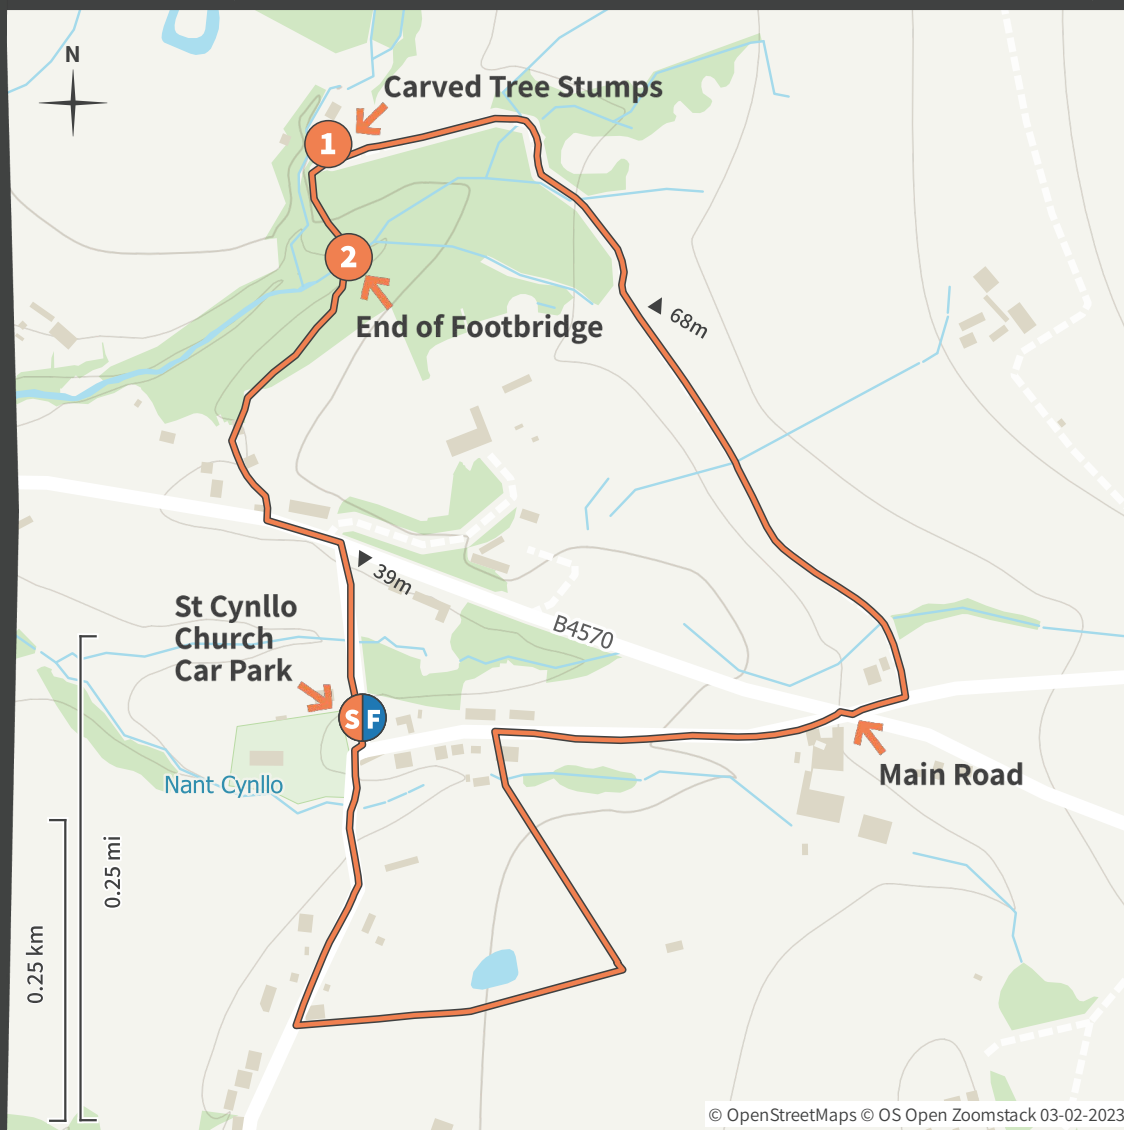 N
Carved Tree Stumps
1
2
End of Footbridge
68m
39m
St Cynllo
Church
Car Park
B4570
S F
Main Road
Nant Cynllo
0.25 mi
0.25 km
© OpenStreetMaps © OS Open Zoomstack 03-02-2023